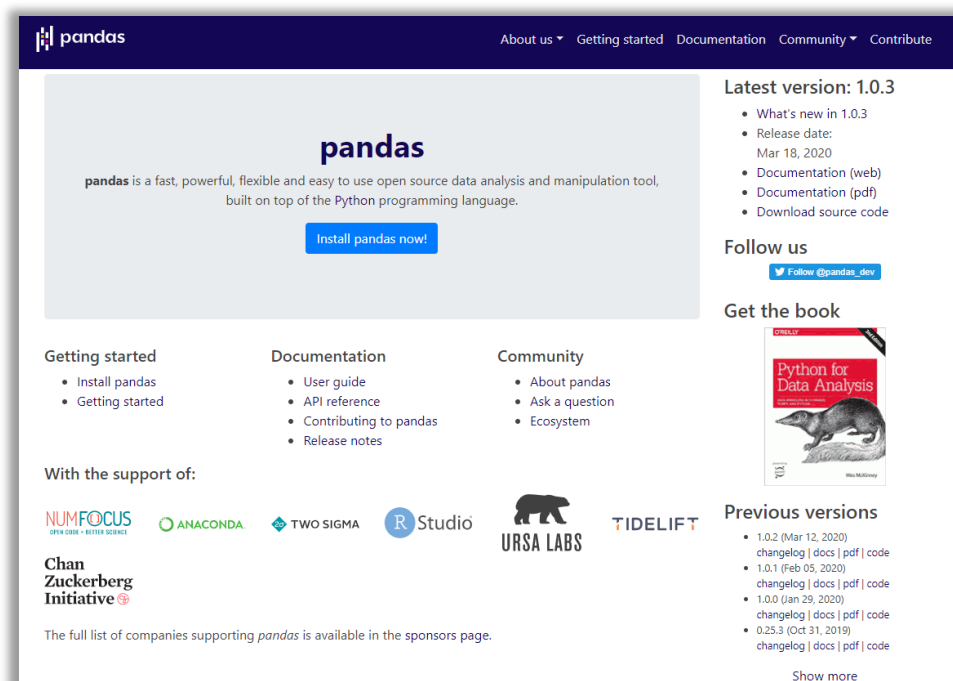 pandas
About us Getting started Documentation Community Contribute
pandas
pandas is a fast, powerful, flexible and easy to use open source data analysis and manipulation tool,
built on top of the Python programming language.
Install pandas now!
Getting started
Install pandas
Getting started
Documentation
User guide
API reference
Contributing to pandas
Release notes
Community
About pandas
Ask a question
Ecosystem
With the support of:
NUMFOCUS
OPEN CODE = BETTER SCIENCE
ANACONDA
2σ TWO SIGMA
R Studio
URSA LABS
TIDELIFT
Chan
Zuckerberg
Initiative
The full list of companies supporting pandas is available in the sponsors page.
Latest version: 1.0.3
What's new in 1.0.3
Release date:
Mar 18, 2020
Documentation (web)
Documentation (pdf)
Download source code
Follow us
Follow @pandas_dev
Get the book
O'REILLY
2nd Edition
Python for
Data Analysis
Wes McKinney
Previous versions
1.0.2 (Mar 12, 2020)
changelog | docs | pdf | code
1.0.1 (Feb 05, 2020)
changelog | docs | pdf | code
1.0.0 (Jan 29, 2020)
changelog | docs | pdf | code
0.25.3 (Oct 31, 2019)
changelog | docs | pdf | code
Show more